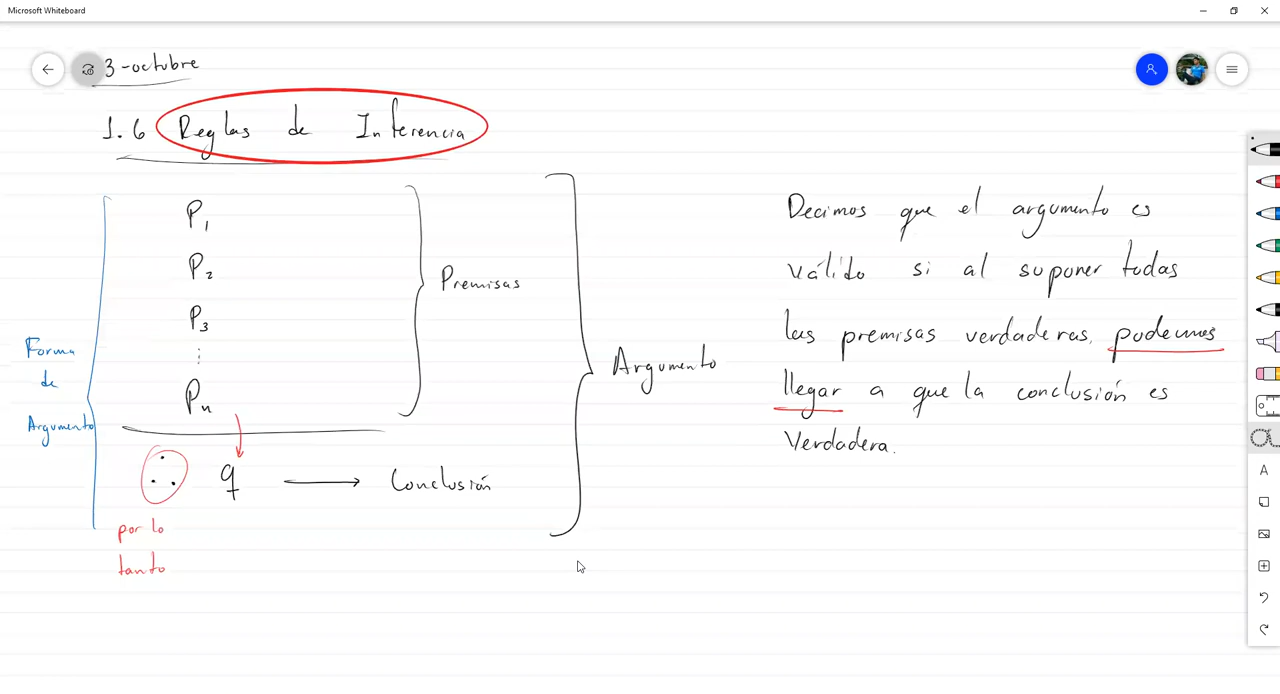 Microsoft Whiteboard
3-octubre
1.6 Reglas de Inferencia
P1
P2
P3
⋮
Pn
Premisas
Forma
de
Argumento
Argumento
∴ q ⟶ Conclusión
por lo
tanto
Decimos que el argumento es
válido si al suponer todas
las premisas verdaderas, podemos
llegar a que la conclusión es
Verdadera.
A